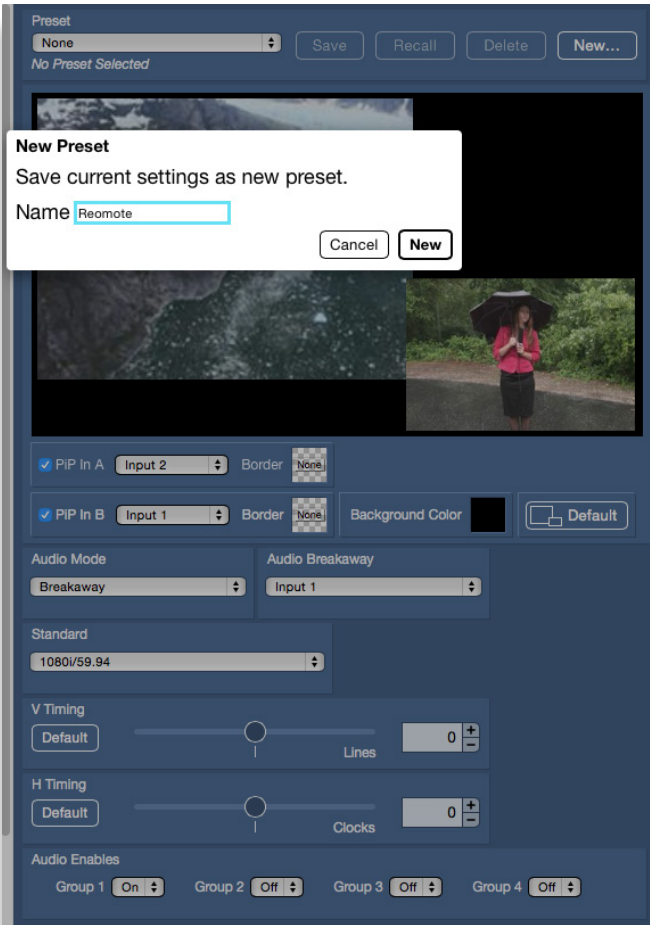 Preset
None Save Recall Delete New...
No Preset Selected
New Preset
Save current settings as new preset.
Name Reomote
Cancel New
PiP In A Input 2 Border None
PiP In B Input 1 Border None Background Color Default
Audio Mode Audio Breakaway
Breakaway Input 1
Standard
1080i/59.94
V Timing
Default 0 + -
Lines
H Timing
Default 0 + -
Clocks
Audio Enables
Group 1 On Group 2 Off Group 3 Off Group 4 Off